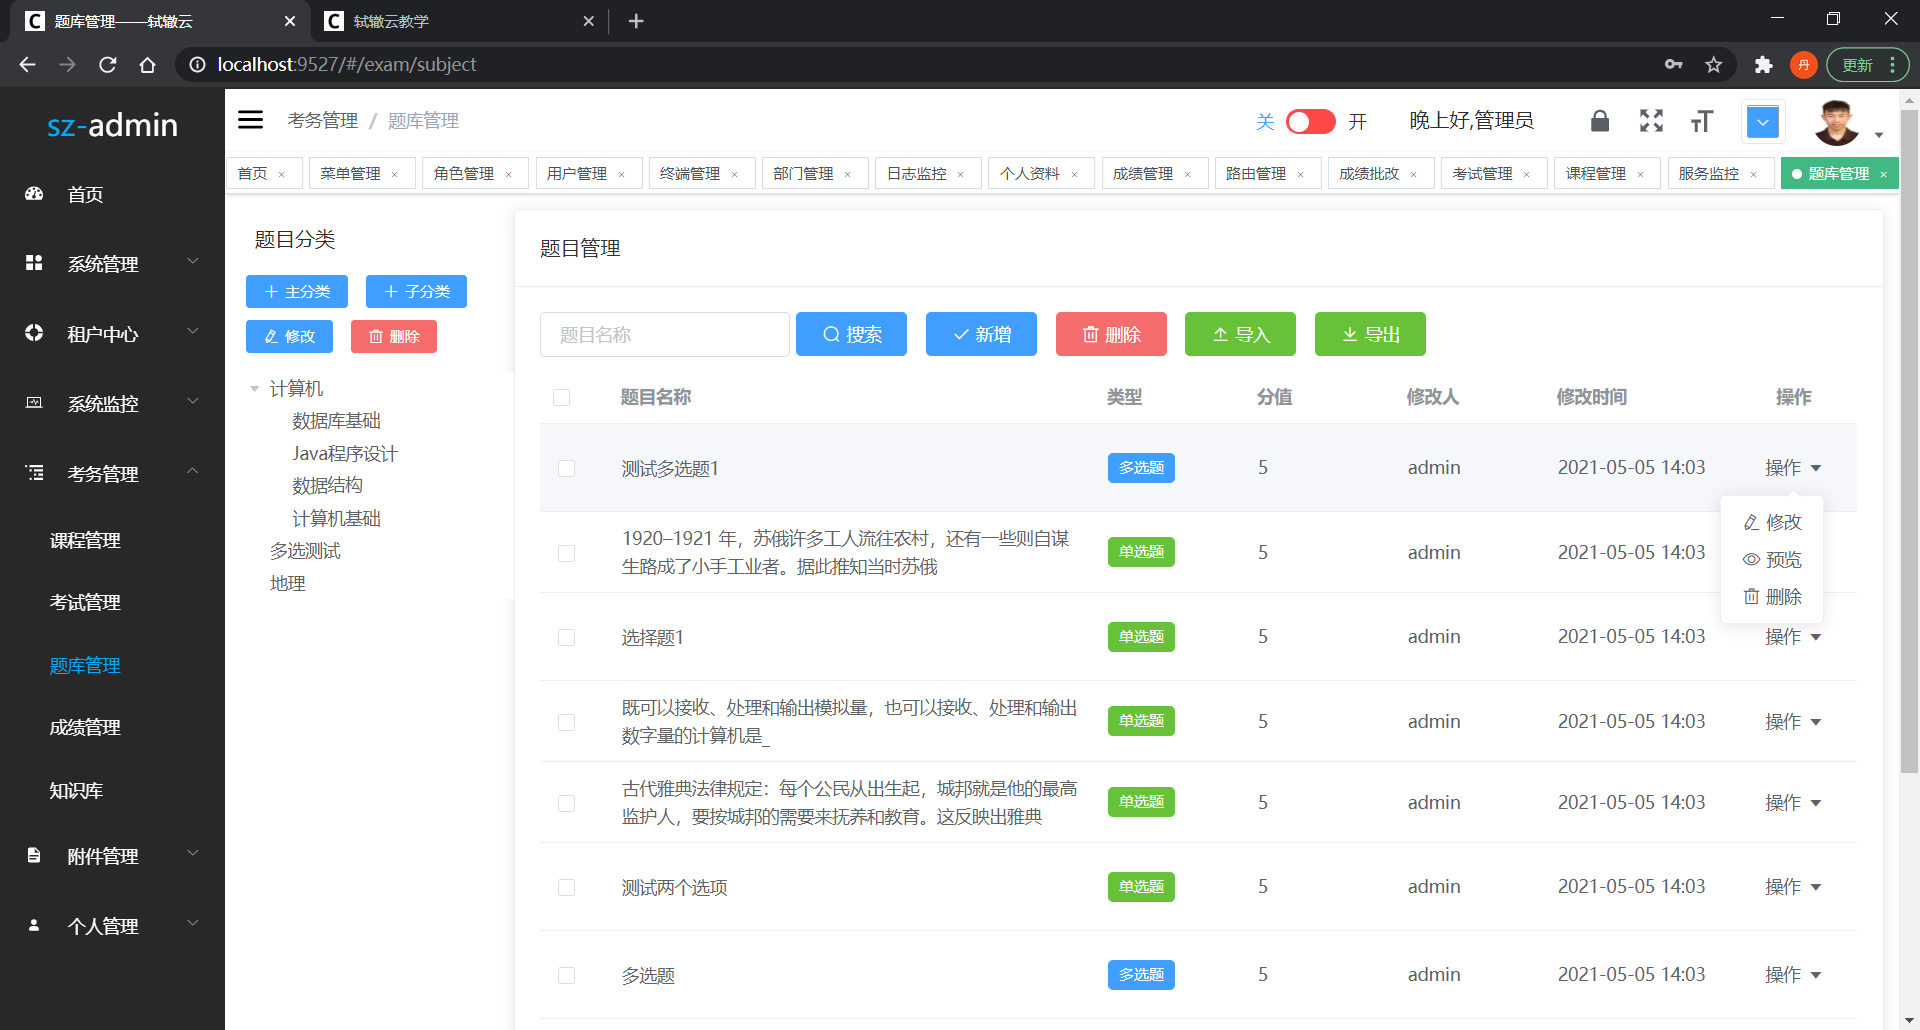 题库管理——轼辙云
轼辙云教学
localhost:9527/#/exam/subject
丹
更新
sz-admin
考务管理 / 题库管理
关
开
晚上好,管理员
首页
菜单管理
角色管理
用户管理
终端管理
部门管理
日志监控
个人资料
成绩管理
路由管理
成绩批改
考试管理
课程管理
服务监控
题库管理
首页
系统管理
租户中心
系统监控
考务管理
课程管理
考试管理
题库管理
成绩管理
知识库
附件管理
个人管理
题目分类
主分类
子分类
修改
删除
计算机
数据库基础
Java程序设计
数据结构
计算机基础
多选测试
地理
题目管理
题目名称
搜索
新增
删除
导入
导出
题目名称 类型 分值 修改人 修改时间 操作
测试多选题1 多选题 5 admin 2021-05-05 14:03 操作
修改
预览
删除
1920–1921 年，苏俄许多工人流往农村，还有一些则自谋
生路成了小手工业者。据此推知当时苏俄
单选题 5 admin 2021-05-05 14:03
选择题1 单选题 5 admin 2021-05-05 14:03 操作
既可以接收、处理和输出模拟量，也可以接收、处理和输出
数字量的计算机是_
单选题 5 admin 2021-05-05 14:03 操作
古代雅典法律规定：每个公民从出生起，城邦就是他的最高
监护人，要按城邦的需要来抚养和教育。这反映出雅典
单选题 5 admin 2021-05-05 14:03 操作
测试两个选项 单选题 5 admin 2021-05-05 14:03 操作
多选题 多选题 5 admin 2021-05-05 14:03 操作